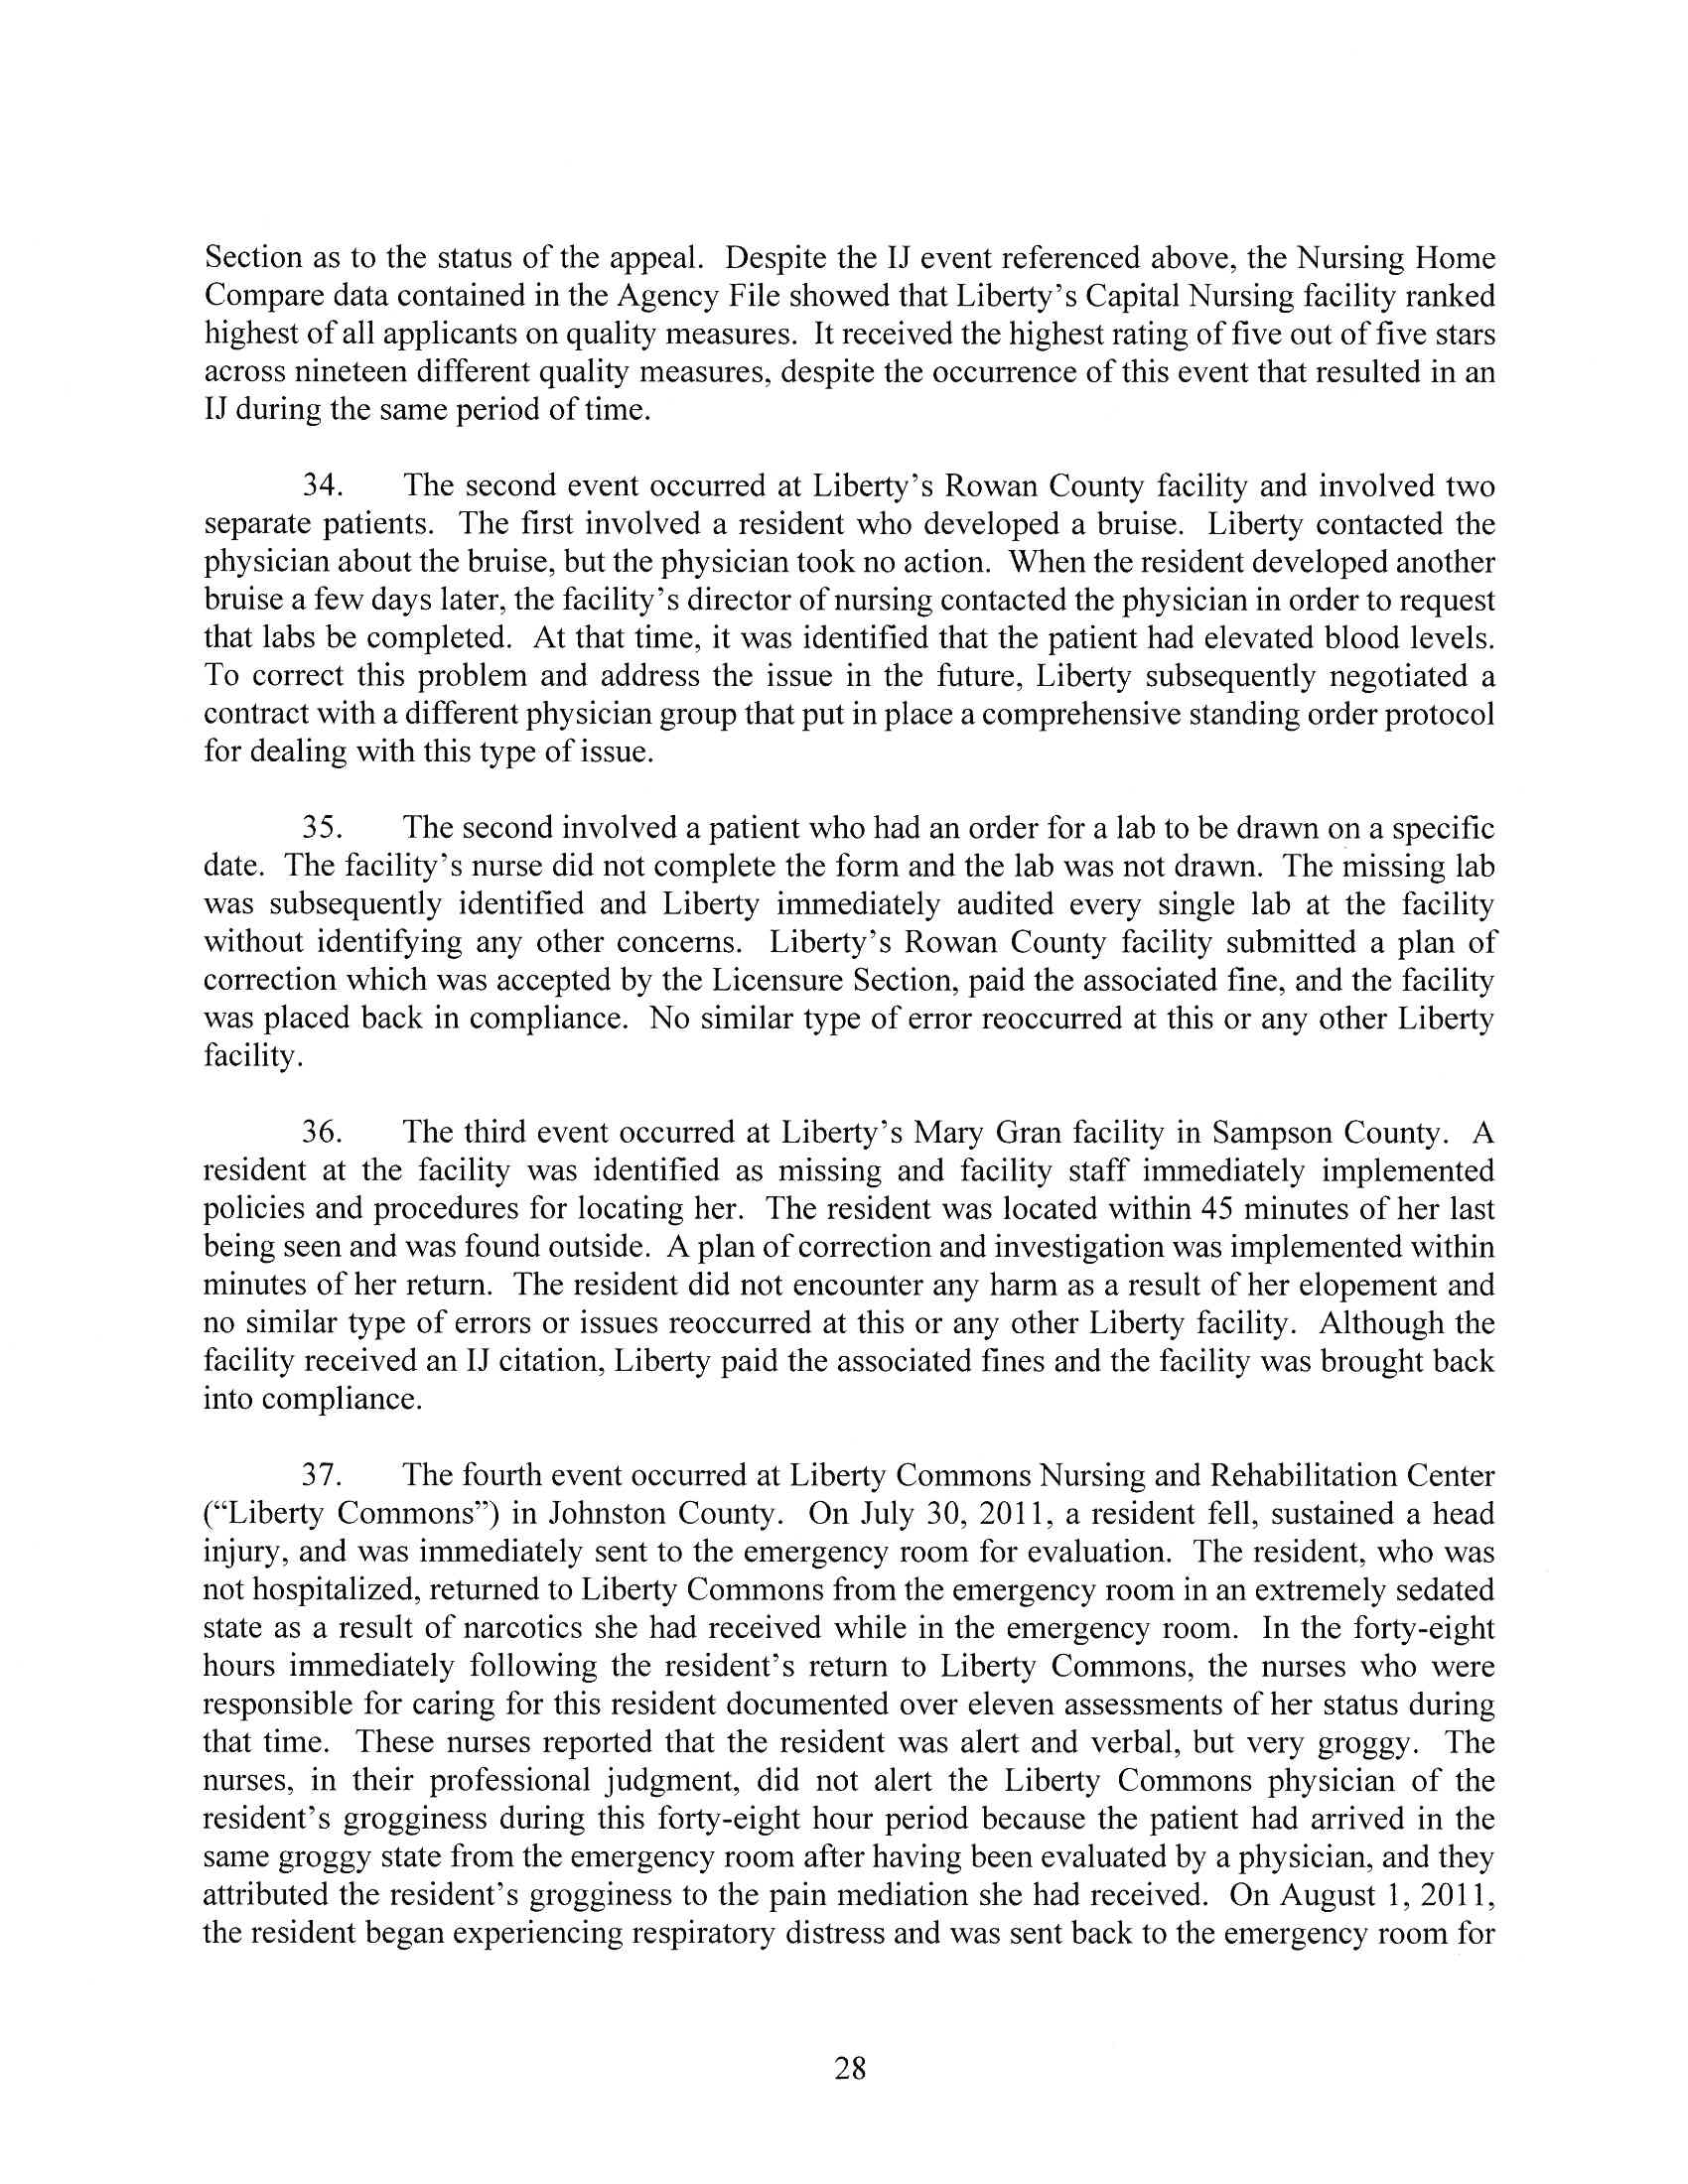 Section as to the status of the appeal. Despite the IJ event referenced above, the Nursing Home
Compare data contained in the Agency File showed that Liberty's Capital Nursing facility ranked
highest of all applicants on quality measures. It received the highest rating of five out of five stars
across nineteen different quality measures, despite the occurrence of this event that resulted in an
IJ during the same period of time.
34. The second event occurred at Liberty's Rowan County facility and involved two
separate patients. The first involved a resident who developed a bruise. Liberty contacted the
physician about the bruise, but the physician took no action. When the resident developed another
bruise a few days later, the facility's director of nursing contacted the physician in order to request
that labs be completed. At that time, it was identified that the patient had elevated blood levels.
To correct this problem and address the issue in the future, Liberty subsequently negotiated a
contract with a different physician group that put in place a comprehensive standing order protocol
for dealing with this type of issue.
35. The second involved a patient who had an order for a lab to be drawn on a specific
date. The facility's nurse did not complete the form and the lab was not drawn. The missing lab
was subsequently identified and Liberty immediately audited every single lab at the facility
without identifying any other concerns. Liberty's Rowan County facility submitted a plan of
correction which was accepted by the Licensure Section, paid the associated fine, and the facility
was placed back in compliance. No similar type of error reoccurred at this or any other Liberty
facility.
36. The third event occurred at Liberty's Mary Gran facility in Sampson County. A
resident at the facility was identified as missing and facility staff immediately implemented
policies and procedures for locating her. The resident was located within 45 minutes of her last
being seen and was found outside. A plan of correction and investigation was implemented within
minutes of her return. The resident did not encounter any harm as a result of her elopement and
no similar type of errors or issues reoccurred at this or any other Liberty facility. Although the
facility received an IJ citation, Liberty paid the associated fines and the facility was brought back
into compliance.
37. The fourth event occurred at Liberty Commons Nursing and Rehabilitation Center
("Liberty Commons") in Johnston County. On July 30, 2011, a resident fell, sustained a head
injury, and was immediately sent to the emergency room for evaluation. The resident, who was
not hospitalized, returned to Liberty Commons from the emergency room in an extremely sedated
state as a result of narcotics she had received while in the emergency room. In the forty-eight
hours immediately following the resident's return to Liberty Commons, the nurses who were
responsible for caring for this resident documented over eleven assessments of her status during
that time. These nurses reported that the resident was alert and verbal, but very groggy. The
nurses, in their professional judgment, did not alert the Liberty Commons physician of the
resident's grogginess during this forty-eight hour period because the patient had arrived in the
same groggy state from the emergency room after having been evaluated by a physician, and they
attributed the resident's grogginess to the pain mediation she had received. On August 1, 2011,
the resident began experiencing respiratory distress and was sent back to the emergency room for
28